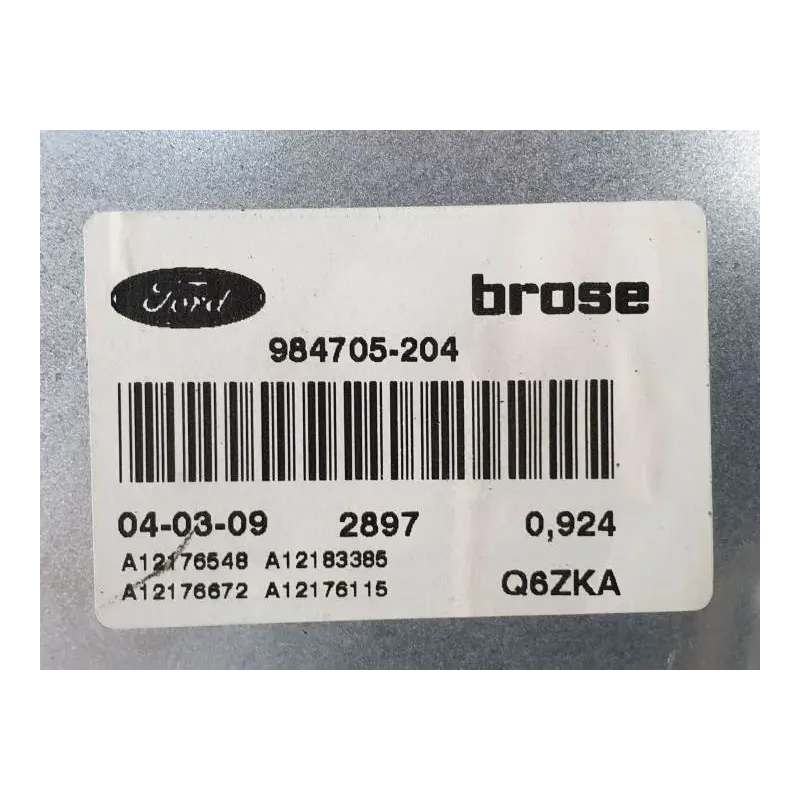 Ford brose
984705-204
04-03-09 2897 0,924
A12176548 A12183385
A12176672 A12176115 Q6ZKA